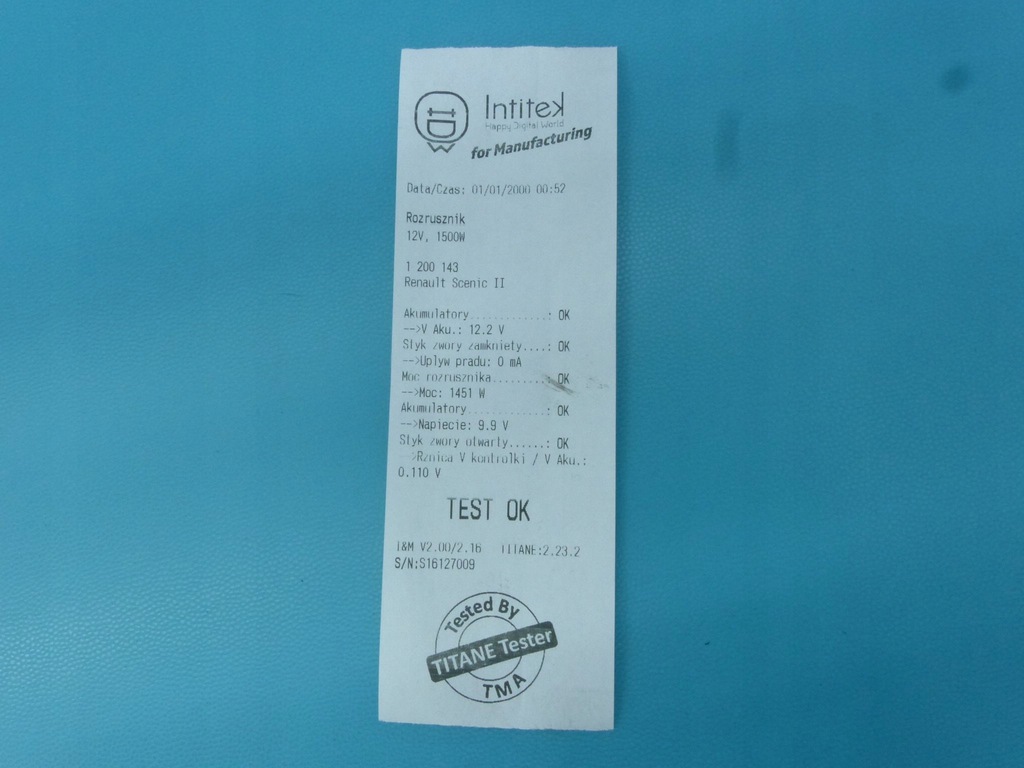 Intitek
Happy Digital World
for Manufacturing
Data/Czas: 01/01/2000 00:52
Rozrusznik
12V, 1500W
1 200 143
Renault Scenic II
Akumulatory.............: OK
-->V Aku.: 12.2 V
Styk zwory zamkniety....: OK
-->Uplyw pradu: 0 mA
Moc rozrusznika.........: OK
-->Moc: 1451 W
Akumulatory.............: OK
-->Napiecie: 9.9 V
Styk zwory otwarty......: OK
-->Rznica V kontrolki / V Aku.:
0.110 V
TEST OK
I&M V2.00/2.16 TITANE:2.23.2
S/N:S16127009
Tested By
TITANE Tester
TMA